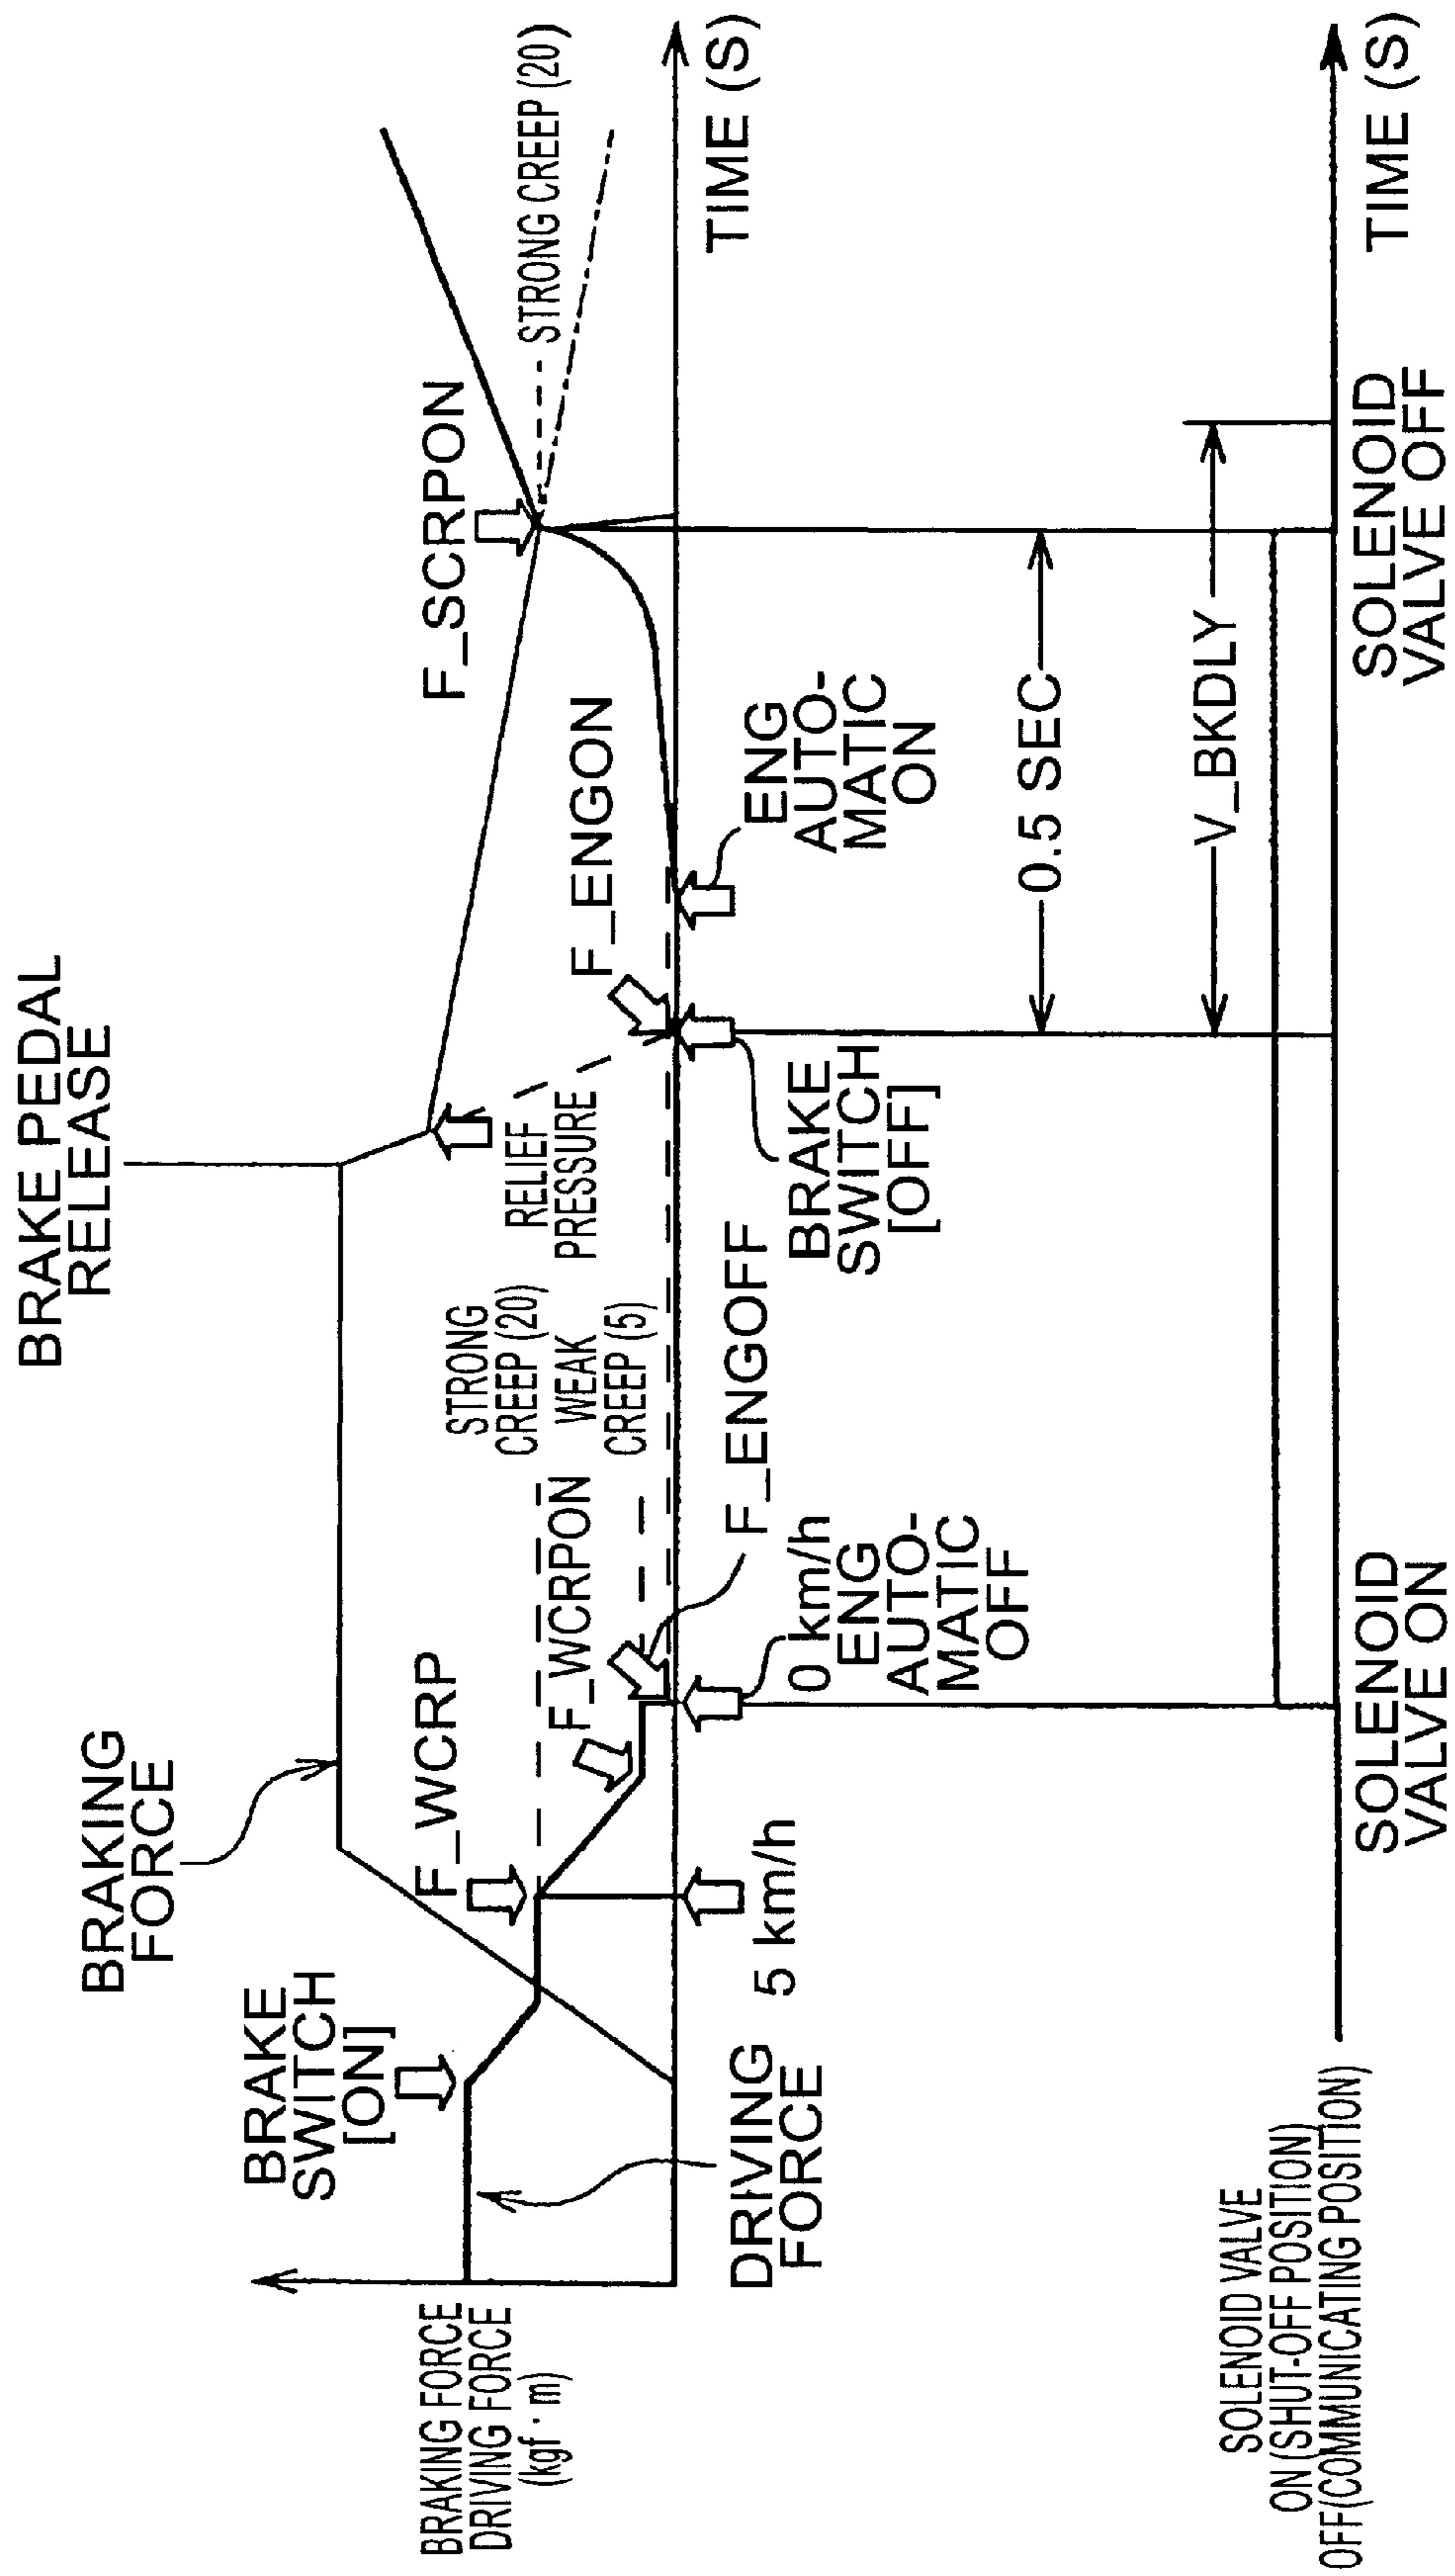 BRAKE PEDAL
RELEASE
BRAKING
FORCE
BRAKE
SWITCH
[ON]
F_WCRP
F_SCRPON
STRONG
CREEP (20)
WEAK
CREEP (5)
RELIEF
PRESSURE
STRONG CREEP (20)
F_WCRPON
F_ENGON
BRAKING FORCE
DRIVING FORCE
(kgf · m)
DRIVING
FORCE
5 km/h
F_ENGOFF
0 km/h
ENG
AUTO-
MATIC
OFF
BRAKE
SWITCH
[OFF]
ENG
AUTO-
MATIC
ON
TIME (S)
0.5 SEC
V_BKDLY
SOLENOID VALVE
ON (SHUT-OFF POSITION)
OFF(COMMUNICATING POSITION)
SOLENOID
VALVE ON
SOLENOID
VALVE OFF
TIME (S)